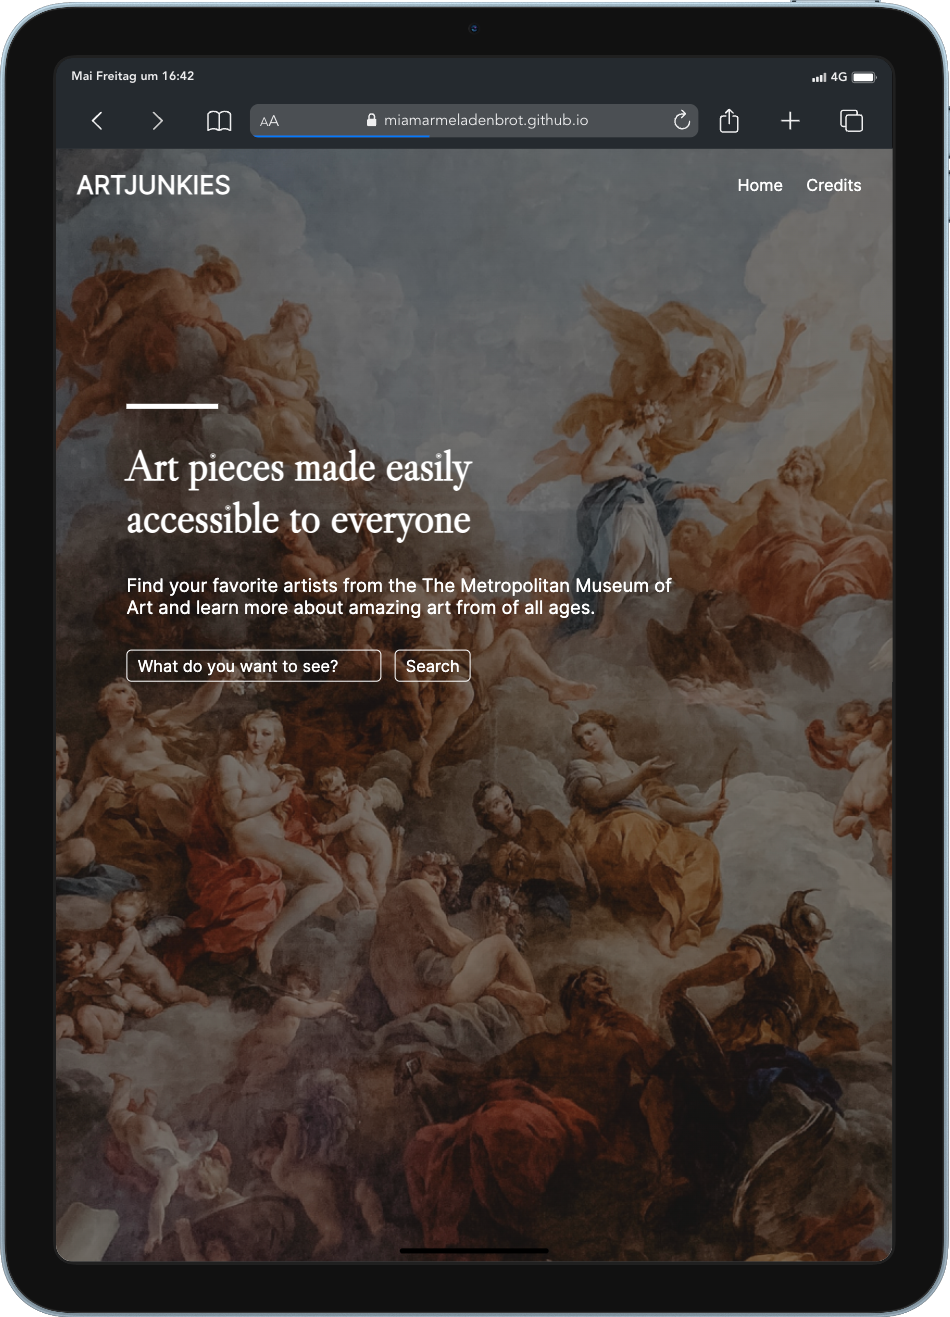 Mai Freitag um 16:42
4G
AA
miamarmeladenbrot.github.io
ARTJUNKIES
Home
Credits
Art pieces made easily
accessible to everyone
Find your favorite artists from the The Metropolitan Museum of
Art and learn more about amazing art from of all ages.
What do you want to see?
Search